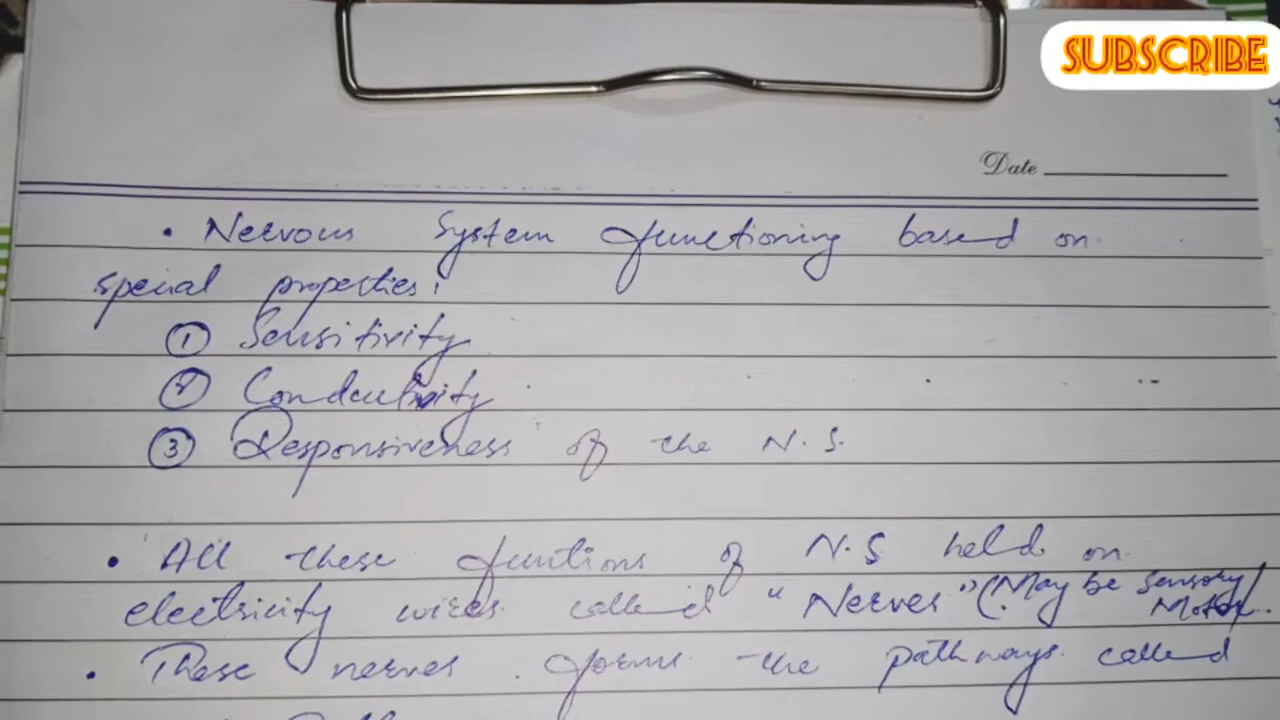 SUBSCRIBE
Date
• Nervous System functioning based on
special properties:
① Sensitivity
② Conductivity
③ Responsiveness of the N.S.
• All these functions of N.S held on
electricity wires called "Nerves" (May be sensory/
Motor
• These nerves forms the pathways called